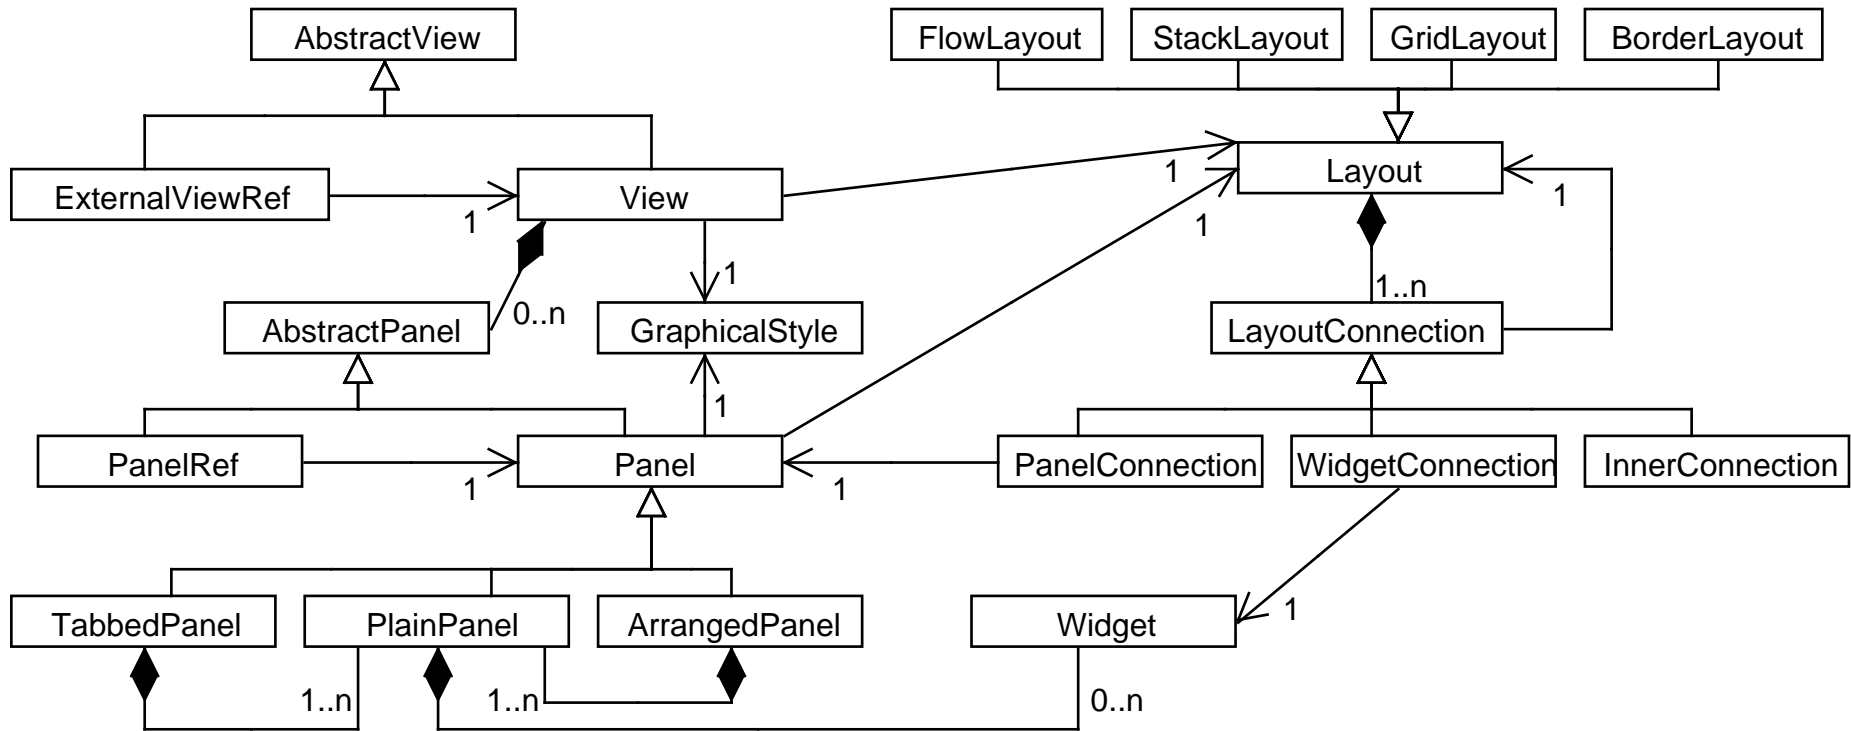 AbstractView
FlowLayout
StackLayout
GridLayout
BorderLayout
ExternalViewRef
1
View
1
Layout
1
1
1
0..n
1..n
AbstractPanel
GraphicalStyle
LayoutConnection
1
PanelRef
1
Panel
1
PanelConnection
WidgetConnection
InnerConnection
TabbedPanel
PlainPanel
ArrangedPanel
Widget
1
1..n
1..n
0..n